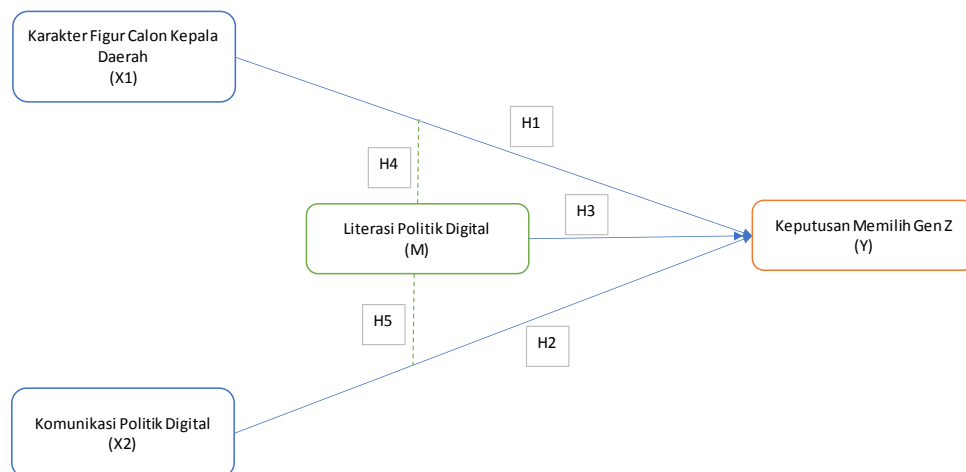 Karakter Figur Calon Kepala
Daerah
(X1)
H1
H4
Literasi Politik Digital
(M)
H3
Keputusan Memilih Gen Z
(Y)
H5
H2
Komunikasi Politik Digital
(X2)